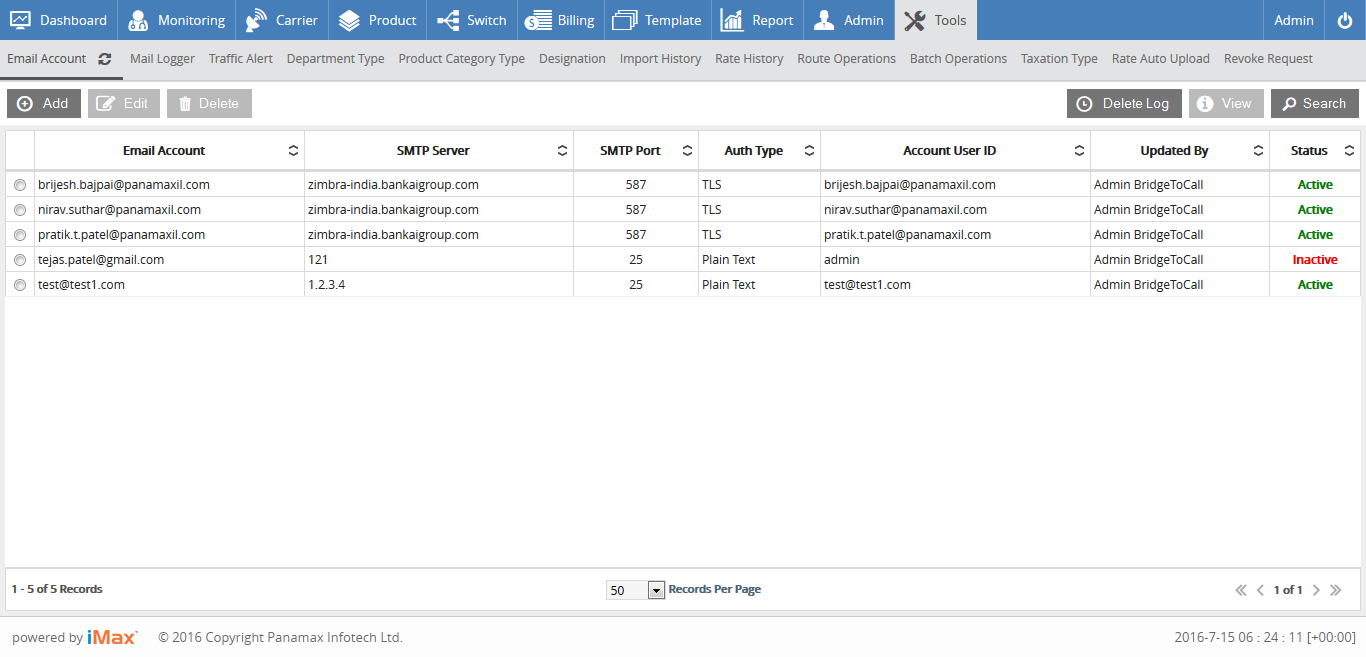 Dashboard Monitoring Carrier Product Switch Billing Template Report Admin Tools Admin
Email Account Mail Logger Traffic Alert Department Type Product Category Type Designation Import History Rate History Route Operations Batch Operations Taxation Type Rate Auto Upload Revoke Request
Add Edit Delete Delete Log View Search
Email Account SMTP Server SMTP Port Auth Type Account User ID Updated By Status
brijesh.bajpai@panamaxil.com zimbra-india.bankaigroup.com 587 TLS brijesh.bajpai@panamaxil.com Admin BridgeToCall Active
nirav.suthar@panamaxil.com zimbra-india.bankaigroup.com 587 TLS nirav.suthar@panamaxil.com Admin BridgeToCall Active
pratik.t.patel@panamaxil.com zimbra-india.bankaigroup.com 587 TLS pratik.t.patel@panamaxil.com Admin BridgeToCall Active
tejas.patel@gmail.com 121 25 Plain Text admin Admin BridgeToCall Inactive
test@test1.com 1.2.3.4 25 Plain Text test@test1.com Admin BridgeToCall Active
1 - 5 of 5 Records 50 Records Per Page 1 of 1
powered by iMax © 2016 Copyright Panamax Infotech Ltd. 2016-7-15 06 : 24 : 11 [+00:00]